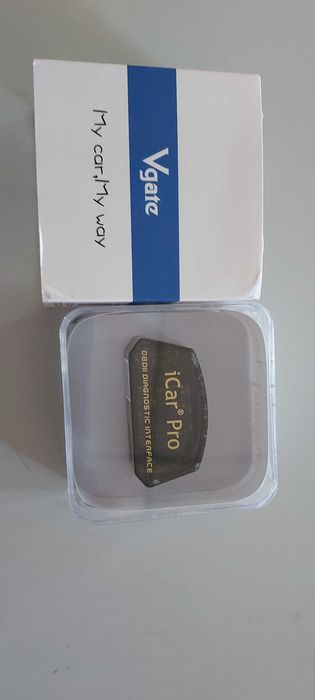 Vgate
My car,My way
iCar® Pro
OBDII DIAGNOSTIC INTERFACE